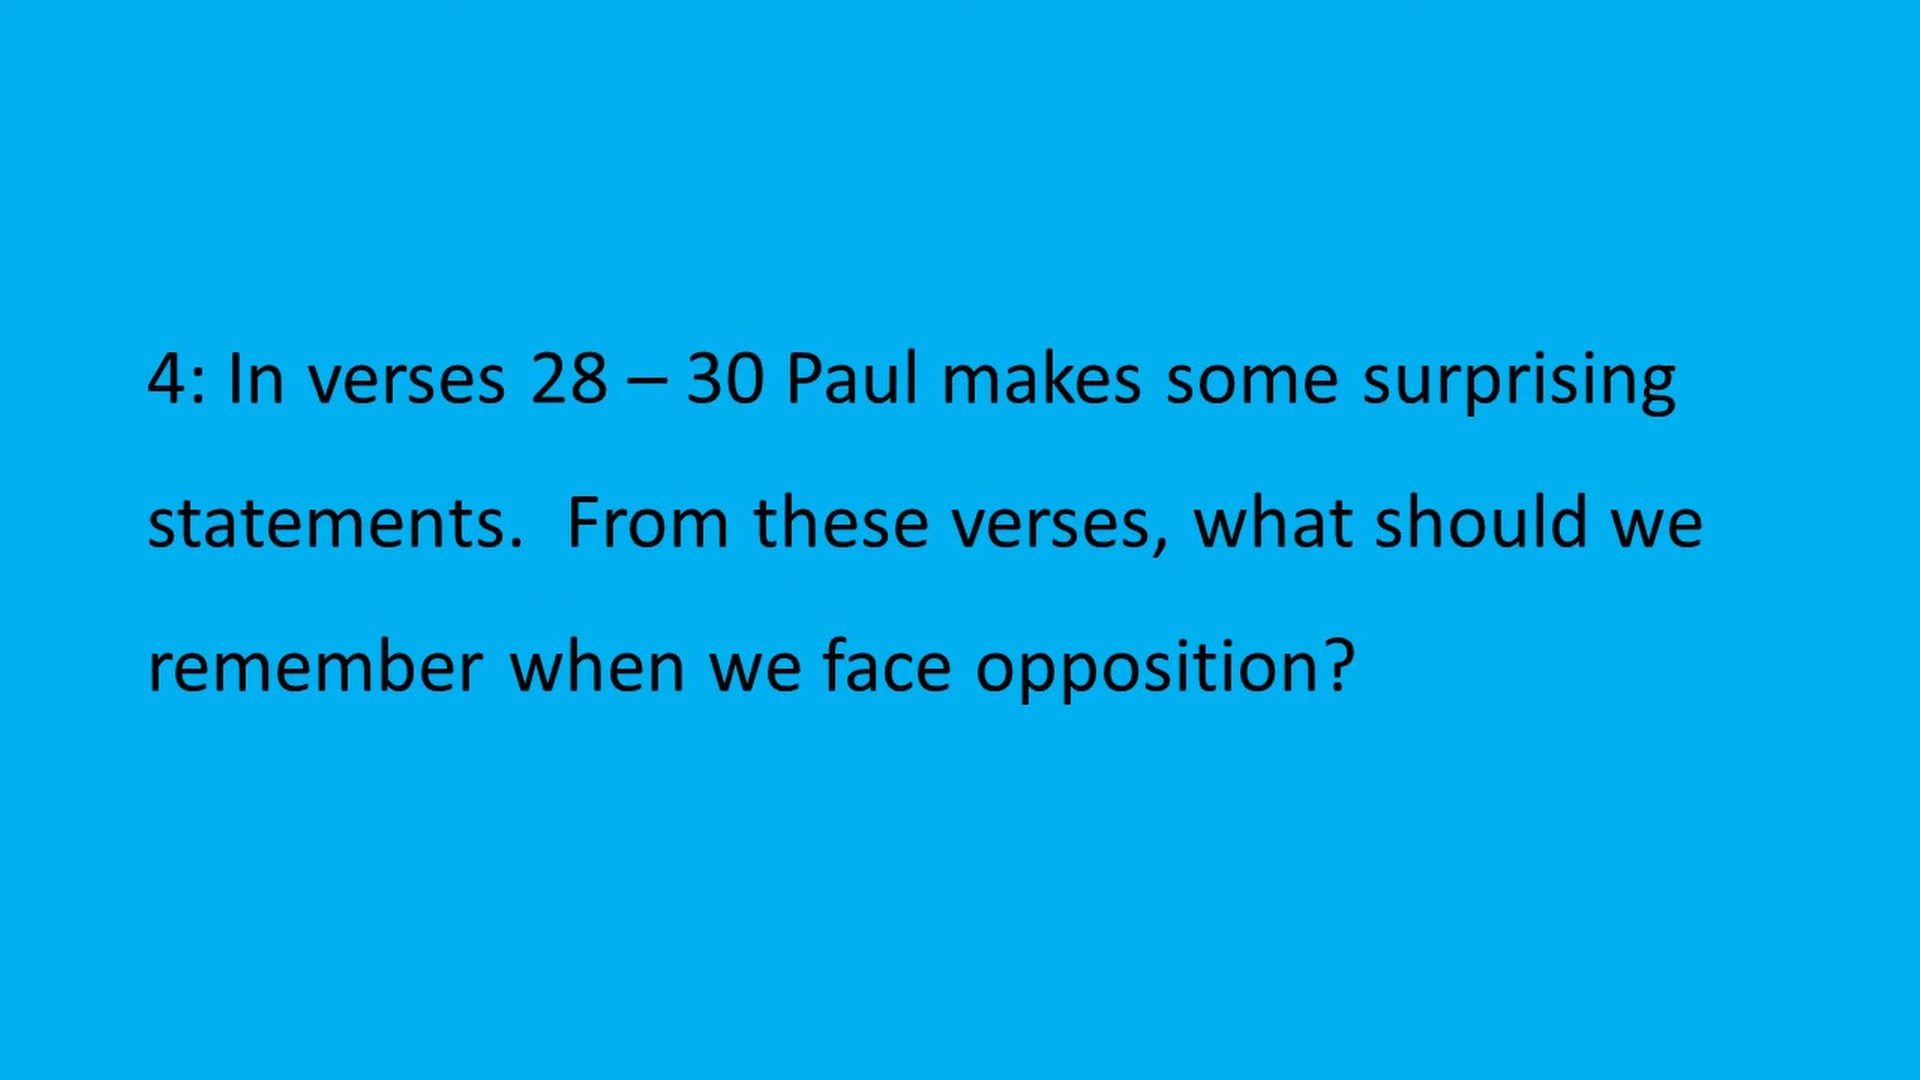 4: In verses 28 – 30 Paul makes some surprising
statements.  From these verses, what should we
remember when we face opposition?